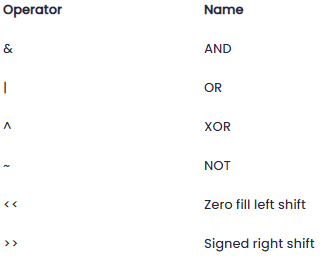 Operator Name
& AND
| OR
^ XOR
~ NOT
<< Zero fill left shift
>> Signed right shift